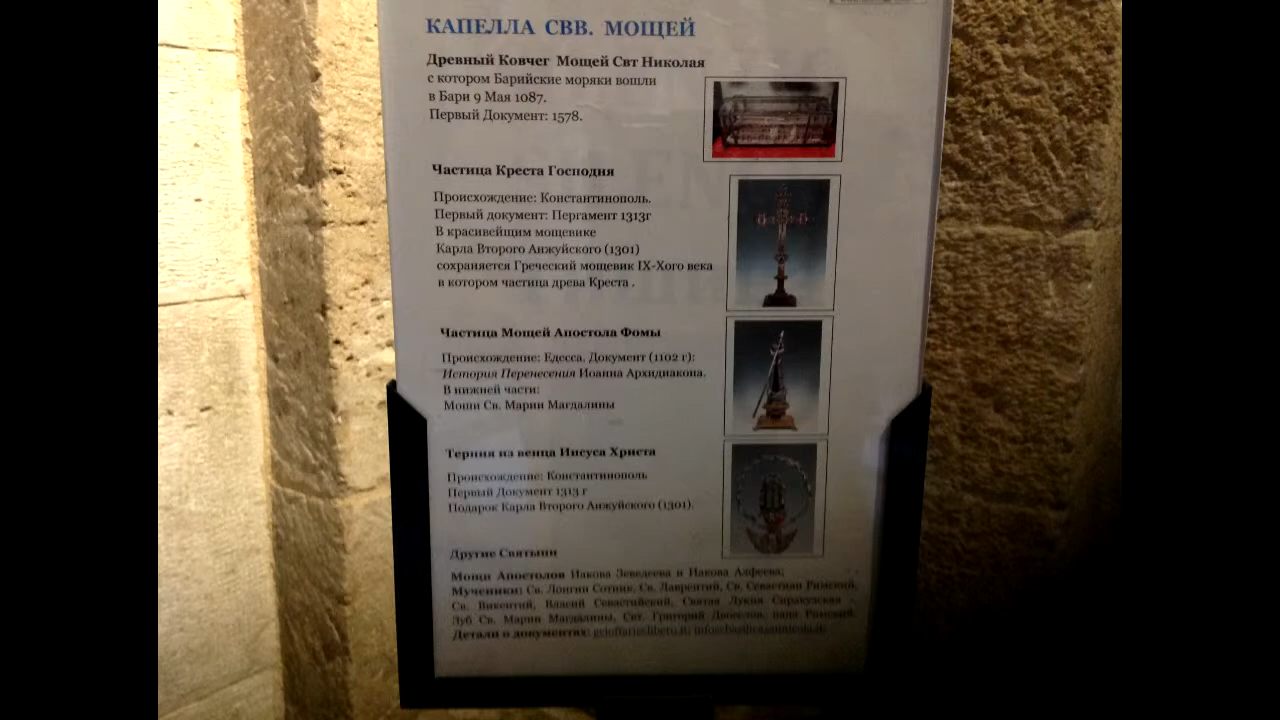 КАПЕЛЛА СВВ. МОЩЕЙ
Древный Ковчег Мощей Свт Николая
с котором Барийские моряки вошли
в Бари 9 Мая 1087.
Первый Документ: 1578.
Частица Креста Господня
Происхождение: Константинополь.
Первый документ: Пергамент 1313г
В красивейщим мощевике
Карла Второго Анжуйского (1301)
сохраняется Греческий мощевик IX-Xого века
в котором частица древа Креста .
Частица Мощей Апостола Фомы
Происхождение: Едесса, Документ (1102 г):
История Перенесения Иоанна Архидиакона.
В нижней части:
Мощи Св. Марии Магдалины
Терния из венца Иисуса Христа
Происхождение: Константинополь
Первый Документ 1313 г
Подарок Карла Второго Анжуйского (1301).
Другие Святыни
Мощи Апостолов Иакова Зеведеева и Иакова Алфеева;
Мученики: Св. Лонгин Сотник, Св. Лаврентий, Св. Севастиан Римский,
Св. Викентий, Власий Севастийский, Святая Лукия Сиракузская -
Зуб Св. Марии Магдалины, Свт. Григорий Двоеслов, папа Римский.
Детали о документах: